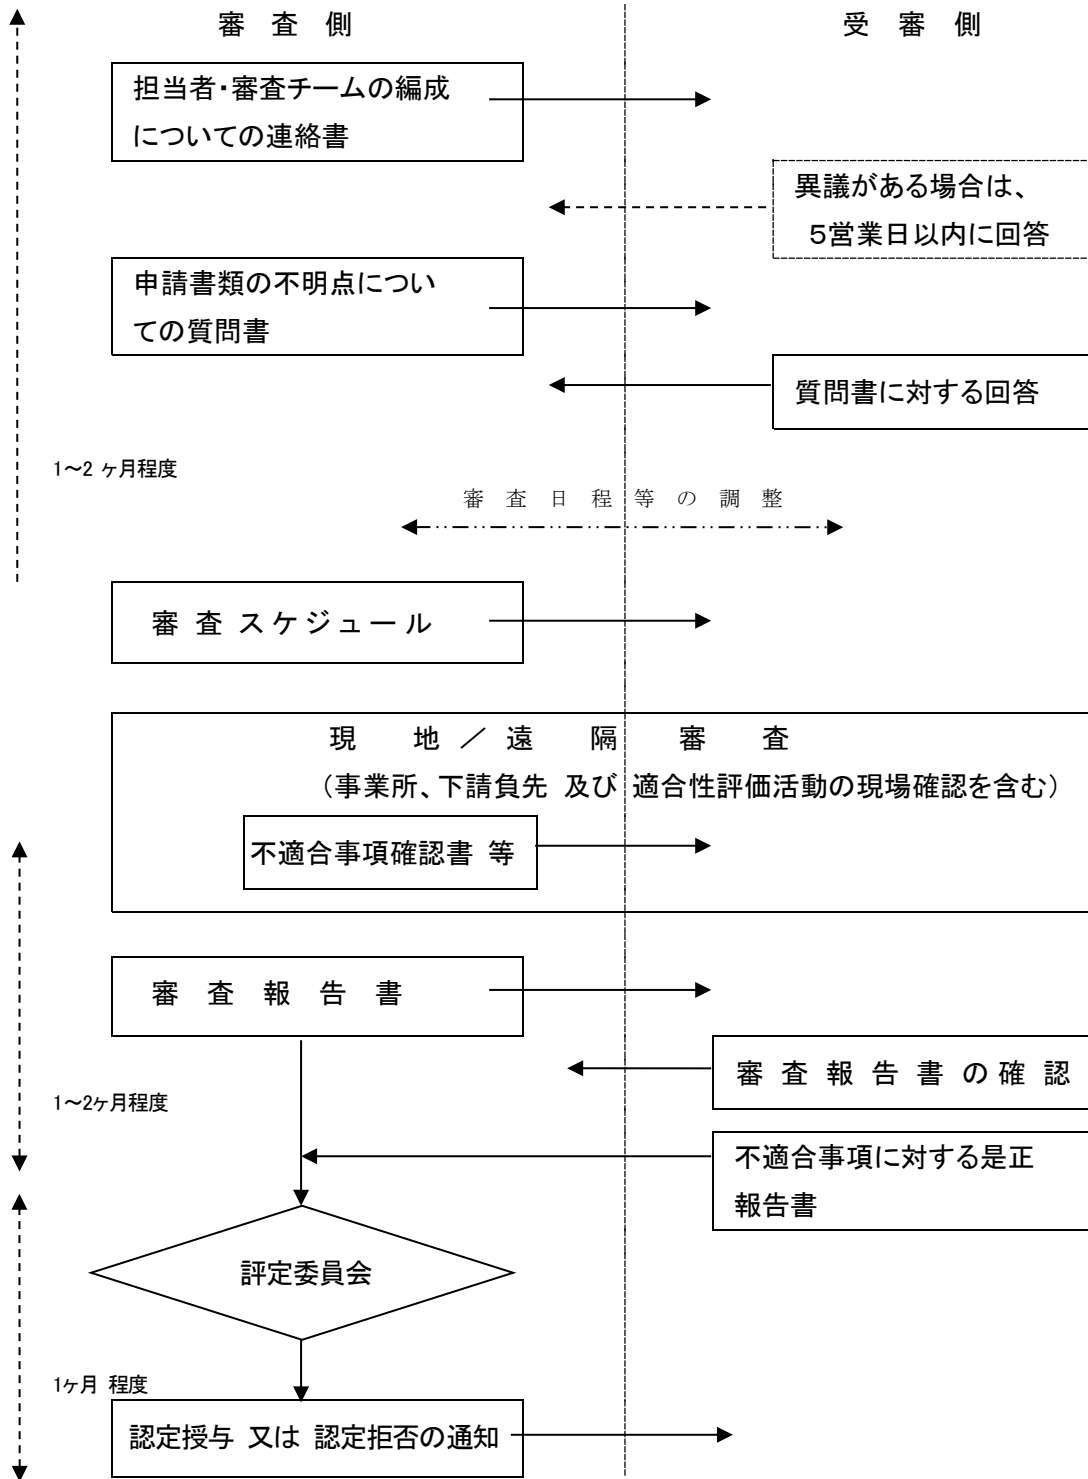 審 査 側
受 審 側
担当者・審査チームの編成
についての連絡書
異議がある場合は、
5営業日以内に回答
申請書類の不明点につい
ての質問書
質問書に対する回答
1～2 ヶ月程度
審 査 日 程 等 の 調 整
審 査 スケジュール
現 地 ／ 遠 隔 審 査
（事業所、下請負先 及び 適合性評価活動の現場確認を含む）
不適合事項確認書 等
審 査 報 告 書
審 査 報 告 書 の 確 認
1～2ヶ月程度
不適合事項に対する是正
報告書
評定委員会
1ヶ月 程度
認定授与 又は 認定拒否の通知